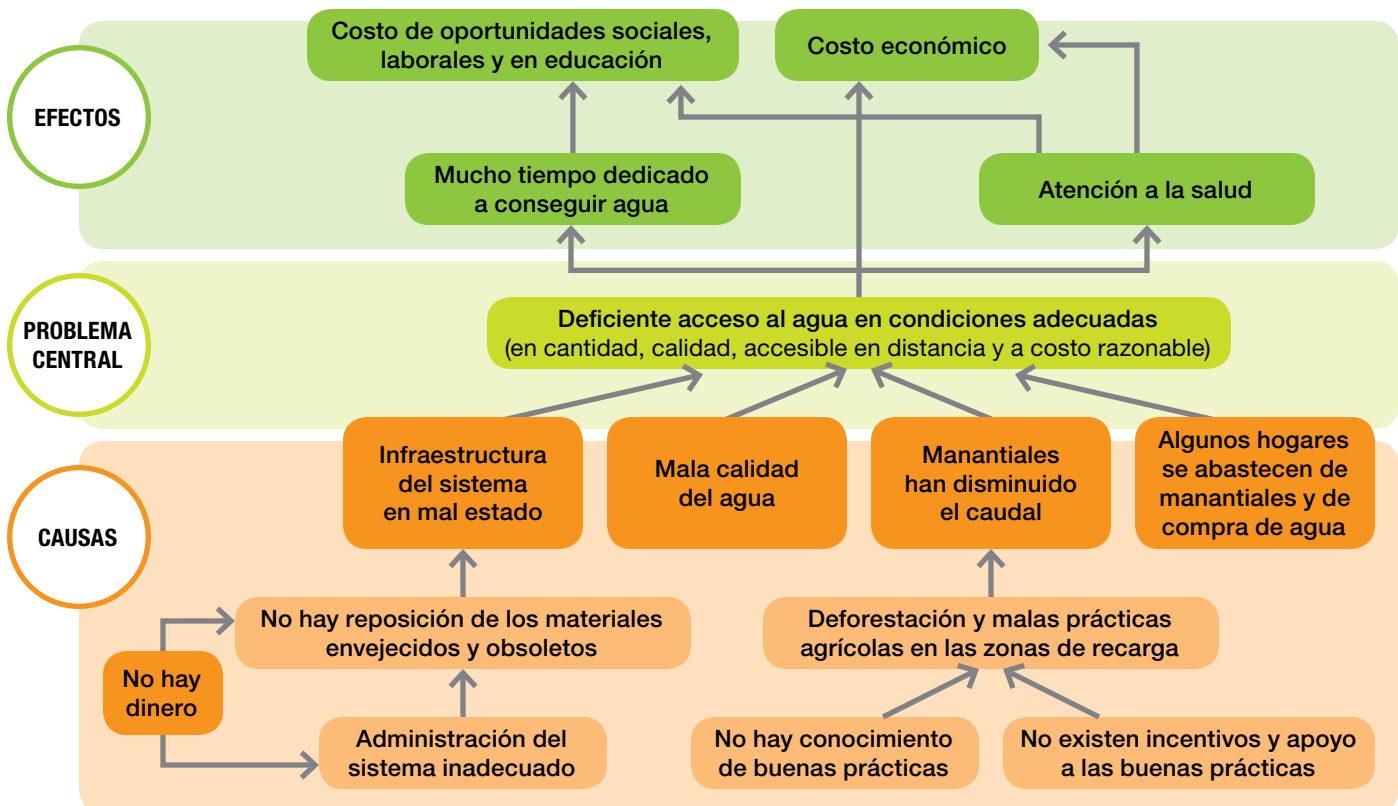 EFECTOS
Costo de oportunidades sociales,
laborales y en educación
Costo económico
Mucho tiempo dedicado
a conseguir agua
Atención a la salud
PROBLEMA
CENTRAL
Deficiente acceso al agua en condiciones adecuadas
(en cantidad, calidad, accesible en distancia y a costo razonable)
CAUSAS
Infraestructura
del sistema
en mal estado
Mala calidad
del agua
Manantiales
han disminuido
el caudal
Algunos hogares
se abastecen de
manantiales y de
compra de agua
No hay reposición de los materiales
envejecidos y obsoletos
Deforestación y malas prácticas
agrícolas en las zonas de recarga
No hay
dinero
Administración del
sistema inadecuado
No hay conocimiento
de buenas prácticas
No existen incentivos y apoyo
a las buenas prácticas